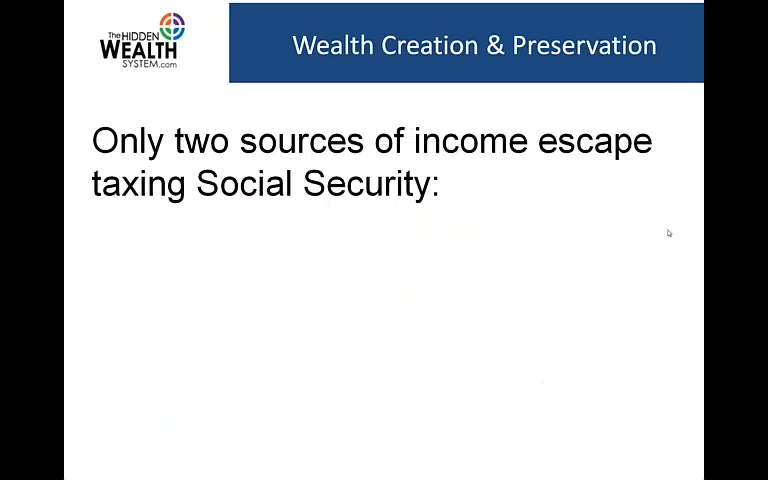 The HIDDEN
WEALTH
SYSTEM.com
Wealth Creation & Preservation
Only two sources of income escape
taxing Social Security: